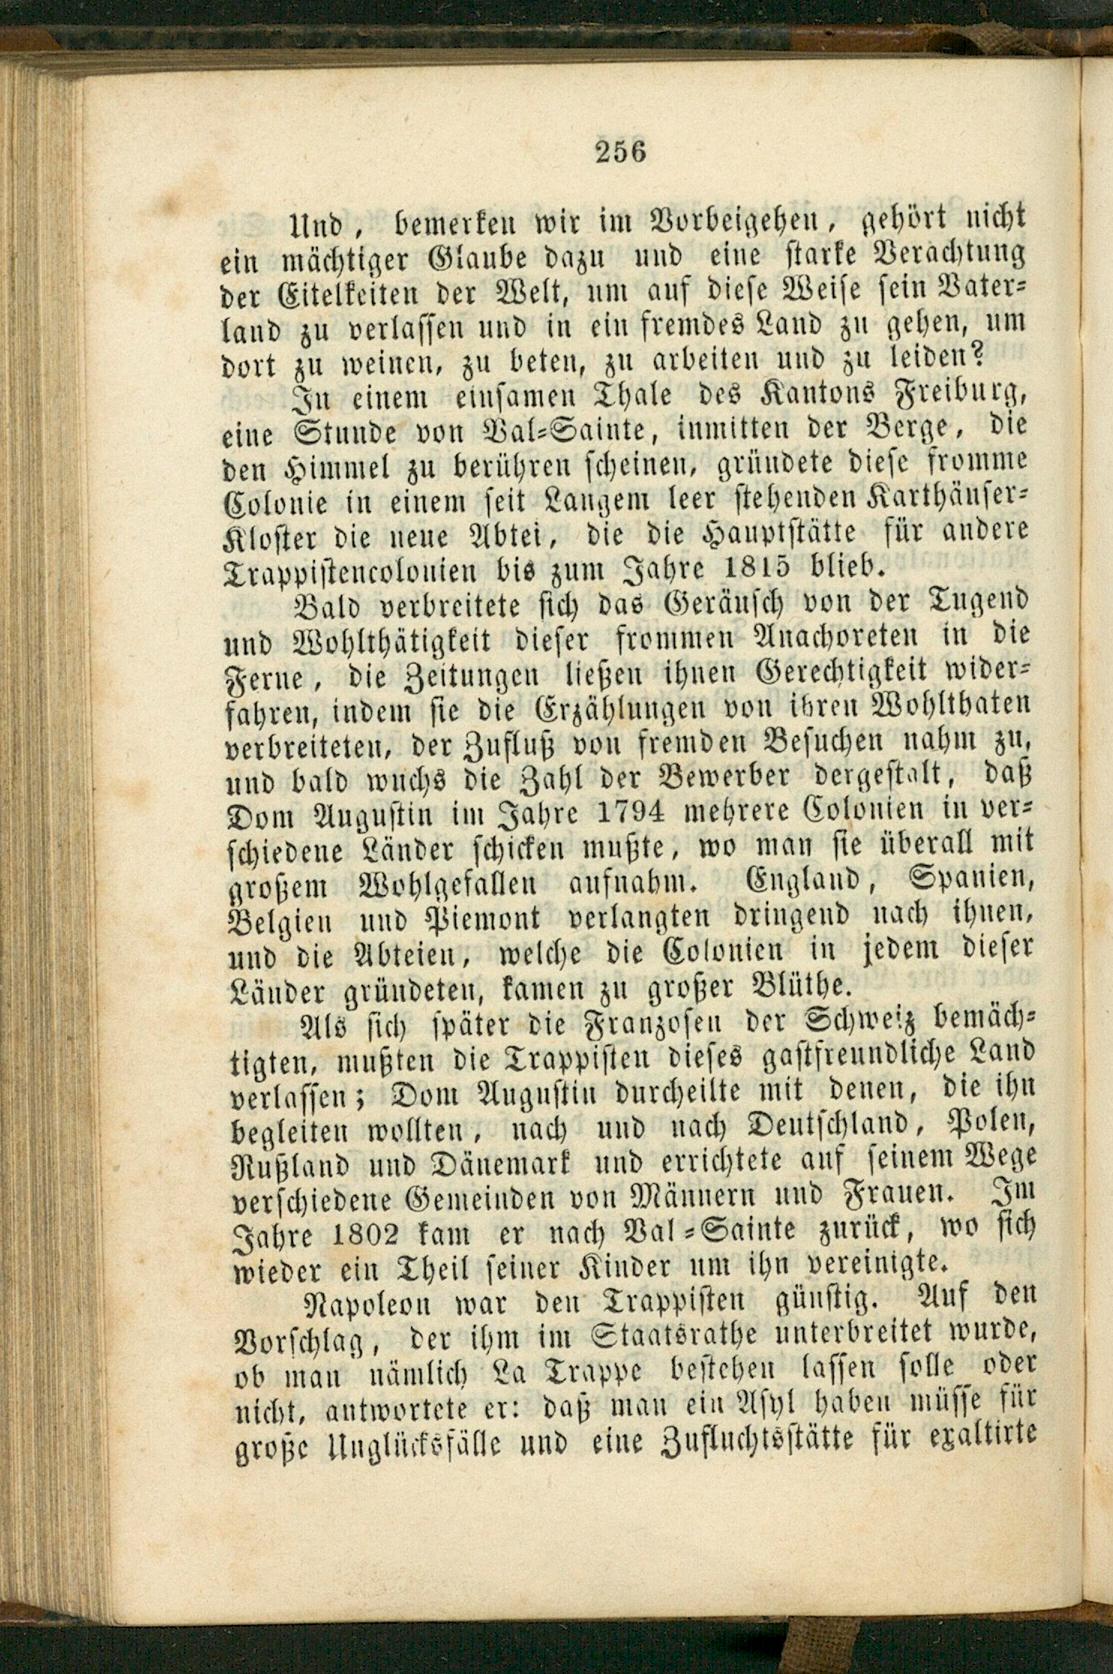 256
Und, bemerken wir im Vorbeigehen, gehört nicht
ein mächtiger Glaube dazu und eine starke Verachtung
der Eitelkeiten der Welt, um auf diese Weise sein Vater-
land zu verlassen und in ein fremdes Land zu gehen, um
dort zu weinen, zu beten, zu arbeiten und zu leiden?
In einem einsamen Thale des Kantons Freiburg,
eine Stunde von Val-Sainte, inmitten der Berge, die
den Himmel zu berühren scheinen, gründete diese fromme
Colonie in einem seit Langem leer stehenden Karthäuser-
Kloster die neue Abtei, die die Hauptstätte für andere
Trappistencolonien bis zum Jahre 1815 blieb.
Bald verbreitete sich das Geräusch von der Tugend
und Wohlthätigkeit dieser frommen Anachoreten in die
Ferne, die Zeitungen ließen ihnen Gerechtigkeit wider-
fahren, indem sie die Erzählungen von ihren Wohlthaten
verbreiteten, der Zufluß von fremden Besuchen nahm zu,
und bald wuchs die Zahl der Bewerber dergestalt, daß
Dom Augustin im Jahre 1794 mehrere Colonien in ver-
schiedene Länder schicken mußte, wo man sie überall mit
großem Wohlgefallen aufnahm. England, Spanien,
Belgien und Piemont verlangten dringend nach ihnen,
und die Abteien, welche die Colonien in jedem dieser
Länder gründeten, kamen zu großer Blüthe.
Als sich später die Franzosen der Schweiz bemäch-
tigten, mußten die Trappisten dieses gastfreundliche Land
verlassen; Dom Augustin durcheilte mit denen, die ihn
begleiten wollten, nach und nach Deutschland, Polen,
Rußland und Dänemark und errichtete auf seinem Wege
verschiedene Gemeinden von Männern und Frauen. Im
Jahre 1802 kam er nach Val-Sainte zurück, wo sich
wieder ein Theil seiner Kinder um ihn vereinigte.
Napoleon war den Trappisten günstig. Auf den
Vorschlag, der ihm im Staatsrathe unterbreitet wurde,
ob man nämlich La Trappe bestehen lassen solle oder
nicht, antwortete er: daß man ein Asyl haben müsse für
große Unglücksfälle und eine Zufluchtsstätte für exaltirte